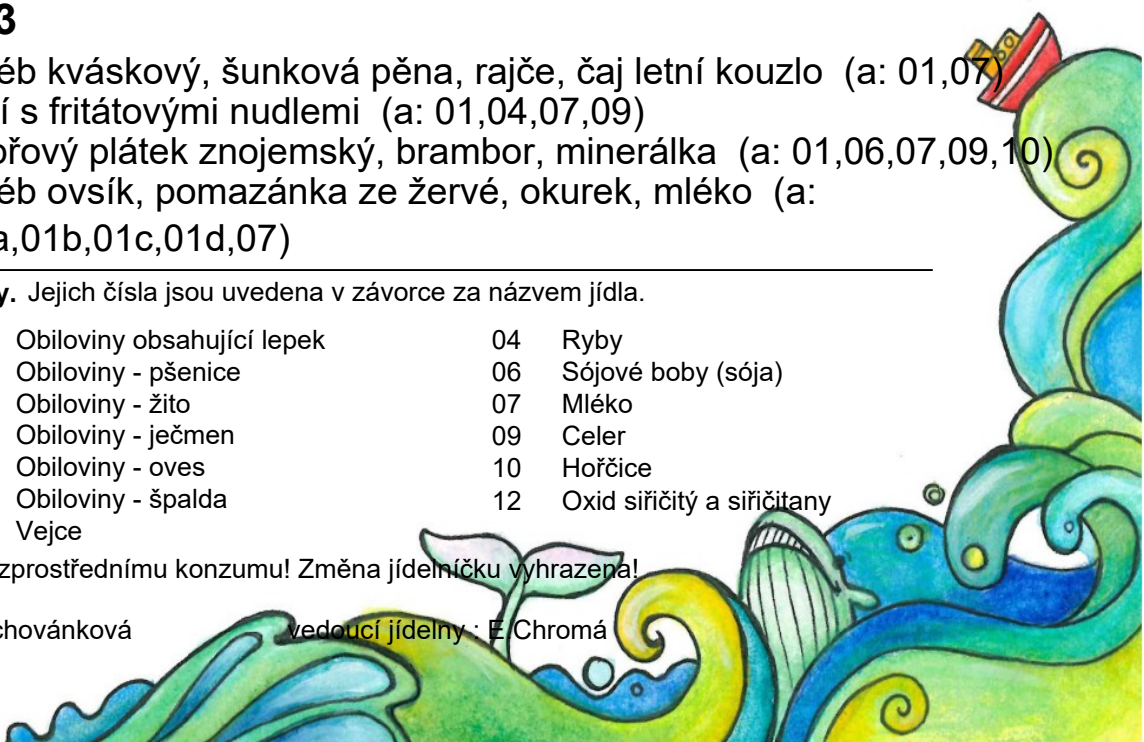 3
éb kváskový, šunková pěna, rajče, čaj letní kouzlo (a: 01,07)
í s fritátovými nudlemi (a: 01,04,07,09)
ořový plátek znojemský, brambor, minerálka (a: 01,06,07,09,10)
éb ovsík, pomazánka ze žervé, okurek, mléko (a:
a,01b,01c,01d,07)
y. Jejich čísla jsou uvedena v závorce za názvem jídla.
Obiloviny obsahující lepek 04 Ryby
Obiloviny - pšenice 06 Sójové boby (sója)
Obiloviny - žito 07 Mléko
Obiloviny - ječmen 09 Celer
Obiloviny - oves 10 Hořčice
Obiloviny - špalda 12 Oxid siřičitý a siřičitany
Vejce
zprostřednímu konzumu! Změna jídelníčku vyhrazena!
chovánková vedoucí jídelny : E.Chromá